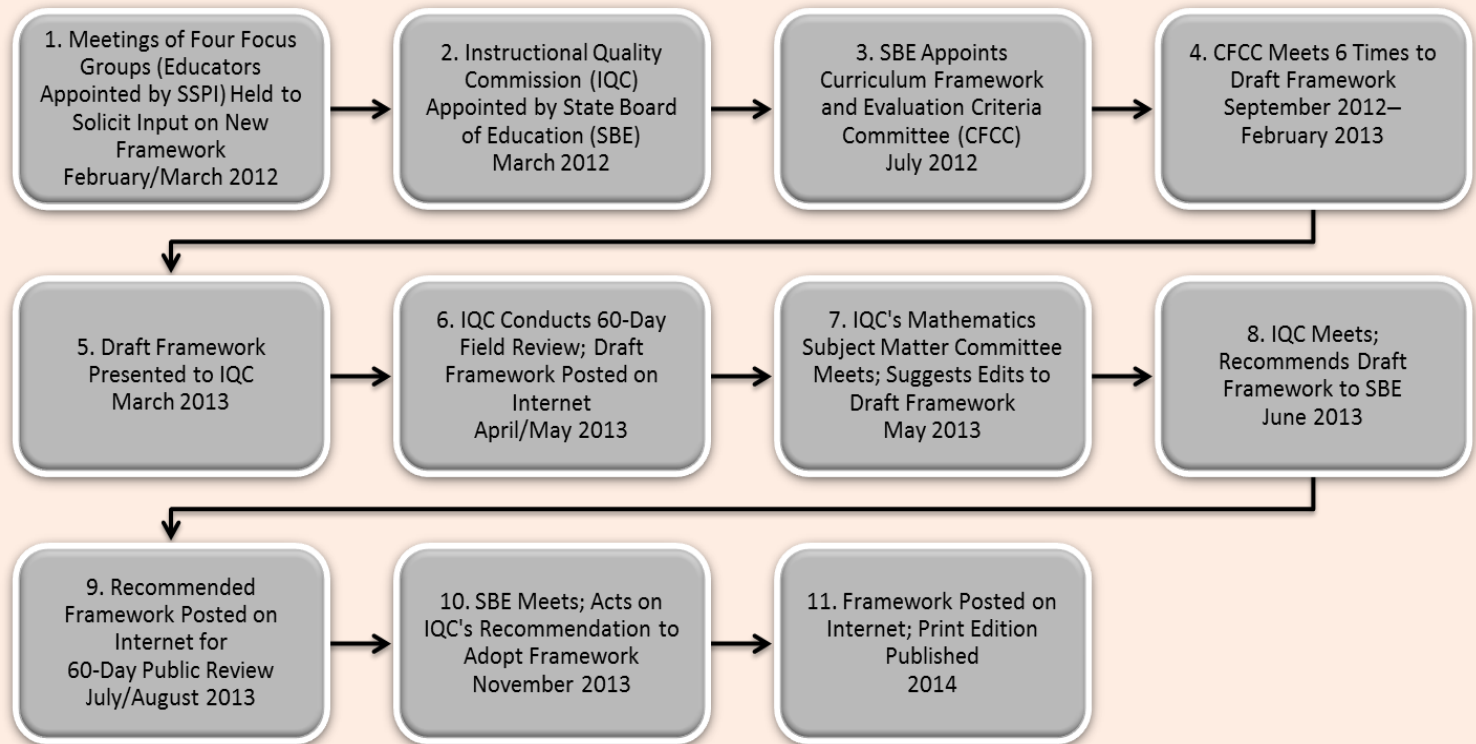 1. Meetings of Four Focus
Groups (Educators
Appointed by SSPI) Held to
Solicit Input on New
Framework
February/March 2012
2. Instructional Quality
Commission (IQC)
Appointed by State Board
of Education (SBE)
March 2012
3. SBE Appoints
Curriculum Framework
and Evaluation Criteria
Committee (CFCC)
July 2012
4. CFCC Meets 6 Times to
Draft Framework
September 2012–
February 2013
5. Draft Framework
Presented to IQC
March 2013
6. IQC Conducts 60-Day
Field Review; Draft
Framework Posted on
Internet
April/May 2013
7. IQC's Mathematics
Subject Matter Committee
Meets; Suggests Edits to
Draft Framework
May 2013
8. IQC Meets;
Recommends Draft
Framework to SBE
June 2013
9. Recommended
Framework Posted on
Internet for
60-Day Public Review
July/August 2013
10. SBE Meets; Acts on
IQC's Recommendation to
Adopt Framework
November 2013
11. Framework Posted on
Internet; Print Edition
Published
2014